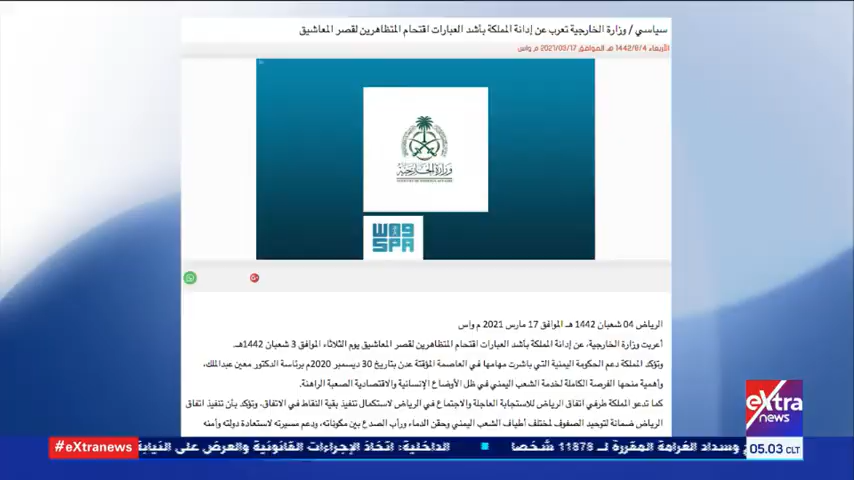 سياسي / وزارة الخارجية تعرب عن إدانة المملكة بأشد العبارات اقتحام المتظاهرين لقصر المعاشيق
الأربعاء 1442/8/4 هـ الموافق 2021/03/17 م واس
وزارة الخارجية
MINISTRY OF FOREIGN AFFAIRS
واس
SPA
الرياض 04 شعبان 1442 هـ الموافق 17 مارس 2021 م واس
أعربت وزارة الخارجية، عن إدانة المملكة بأشد العبارات اقتحام المتظاهرين لقصر المعاشيق يوم الثلاثاء الموافق 3 شعبان 1442هـ.
وتؤكد المملكة دعم الحكومة اليمنية التي باشرت مهامها في العاصمة المؤقتة عدن بتاريخ 30 ديسمبر 2020م برئاسة الدكتور معين عبدالملك،
وأهمية منحها الفرصة الكاملة لخدمة الشعب اليمني في ظل الأوضاع الإنسانية والاقتصادية الصعبة الراهنة.
كما تدعو المملكة طرفي اتفاق الرياض للاستجابة العاجلة والاجتماع في الرياض لاستكمال تنفيذ بقية النقاط في الاتفاق، وتؤكد بأن تنفيذ اتفاق
الرياض ضمانة لتوحيد الصفوف لمختلف أطياف الشعب اليمني وحقن الدماء ورأب الصدع بين مكوناته، ودعم مسيرته لاستعادة دولته وأمنه
eXtra
news
05.03 CLT
#eXtranews
وسداد الغرامة المقررة لـ 11878 شخصا ■ الداخلية: اتخاذ الإجراءات القانونية والعرض على النيابة